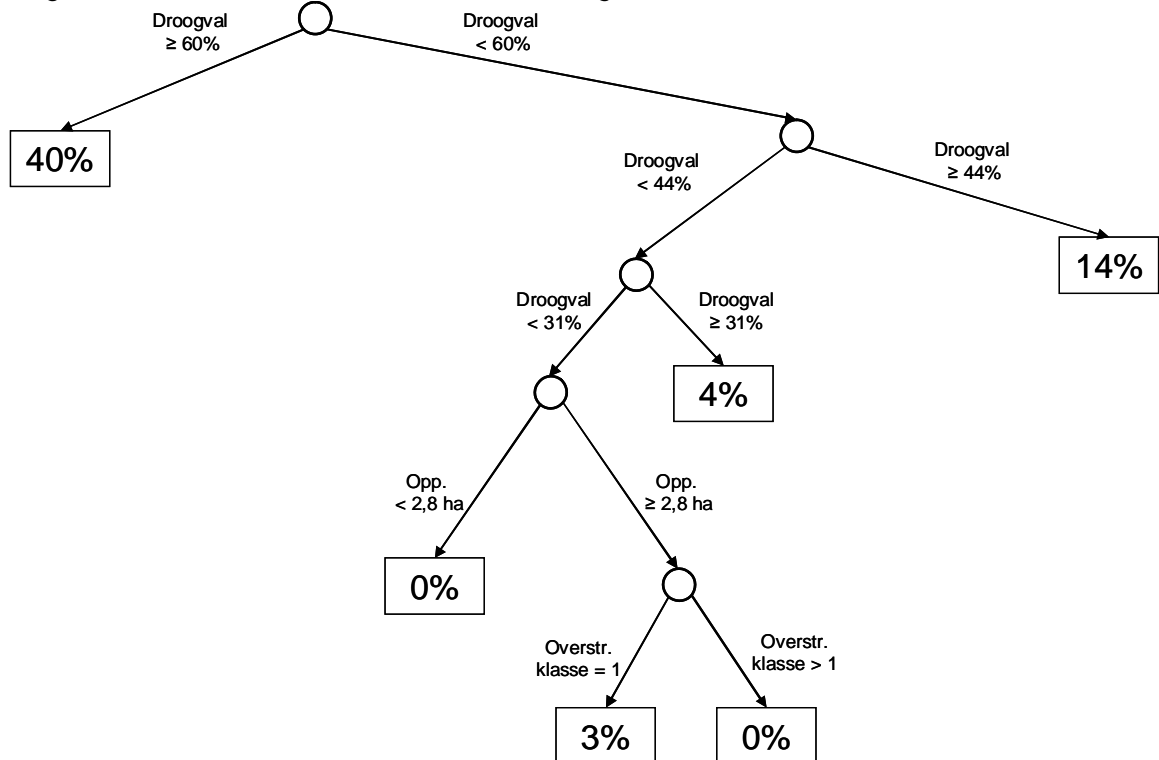 Droogval
≥ 60%
Droogval
< 60%
40%
Droogval
< 44%
Droogval
≥ 44%
14%
Droogval
< 31%
Droogval
≥ 31%
4%
Opp.
< 2,8 ha
Opp.
≥ 2,8 ha
0%
Overstr.
klasse = 1
Overstr.
klasse > 1
3%
0%